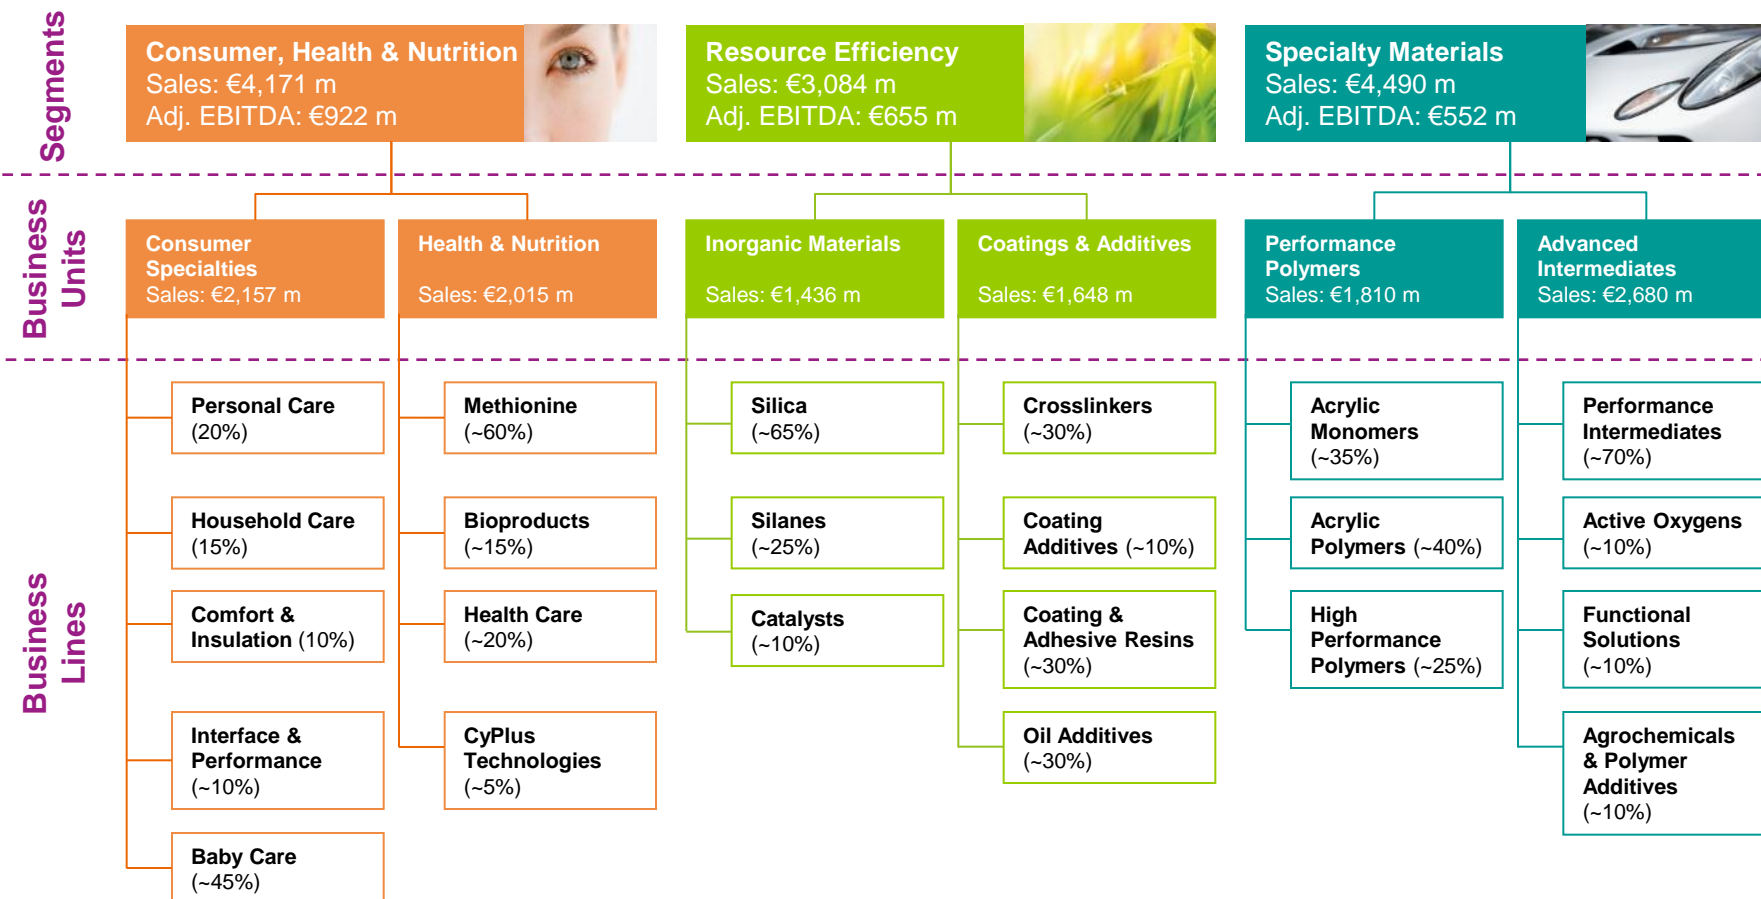 Segments
Consumer, Health & Nutrition
Sales: €4,171 m
Adj. EBITDA: €922 m
Resource Efficiency
Sales: €3,084 m
Adj. EBITDA: €655 m
Specialty Materials
Sales: €4,490 m
Adj. EBITDA: €552 m
Business
Units
Consumer
Specialties
Sales: €2,157 m
Health & Nutrition
Sales: €2,015 m
Inorganic Materials
Sales: €1,436 m
Coatings & Additives
Sales: €1,648 m
Performance
Polymers
Sales: €1,810 m
Advanced
Intermediates
Sales: €2,680 m
Business
Lines
Personal Care
(20%)
Household Care
(15%)
Comfort &
Insulation (10%)
Interface &
Performance
(~10%)
Baby Care
(~45%)
Methionine
(~60%)
Bioproducts
(~15%)
Health Care
(~20%)
CyPlus
Technologies
(~5%)
Silica
(~65%)
Silanes
(~25%)
Catalysts
(~10%)
Crosslinkers
(~30%)
Coating
Additives (~10%)
Coating &
Adhesive Resins
(~30%)
Oil Additives
(~30%)
Acrylic
Monomers
(~35%)
Acrylic
Polymers (~40%)
High
Performance
Polymers (~25%)
Performance
Intermediates
(~70%)
Active Oxygens
(~10%)
Functional
Solutions
(~10%)
Agrochemicals
& Polymer
Additives
(~10%)